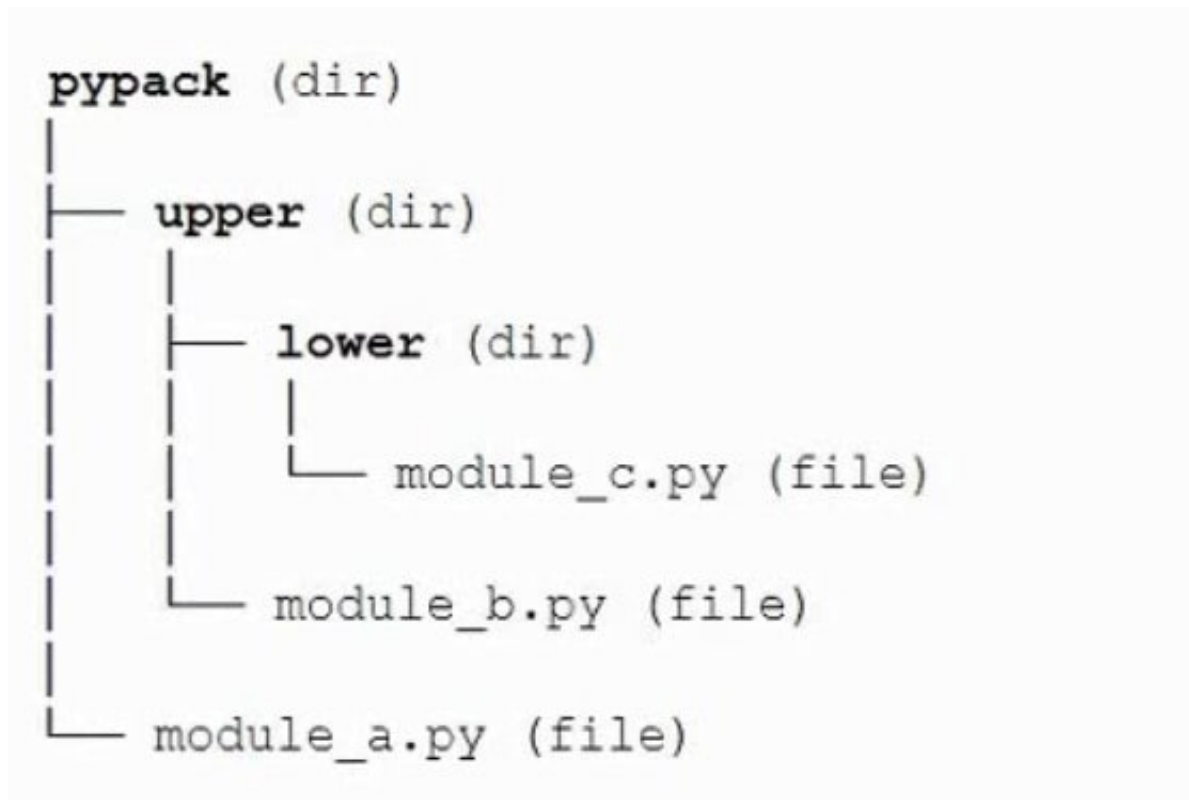 pypack (dir)
upper (dir)
lower (dir)
module_c.py (file)
module_b.py (file)
module_a.py (file)